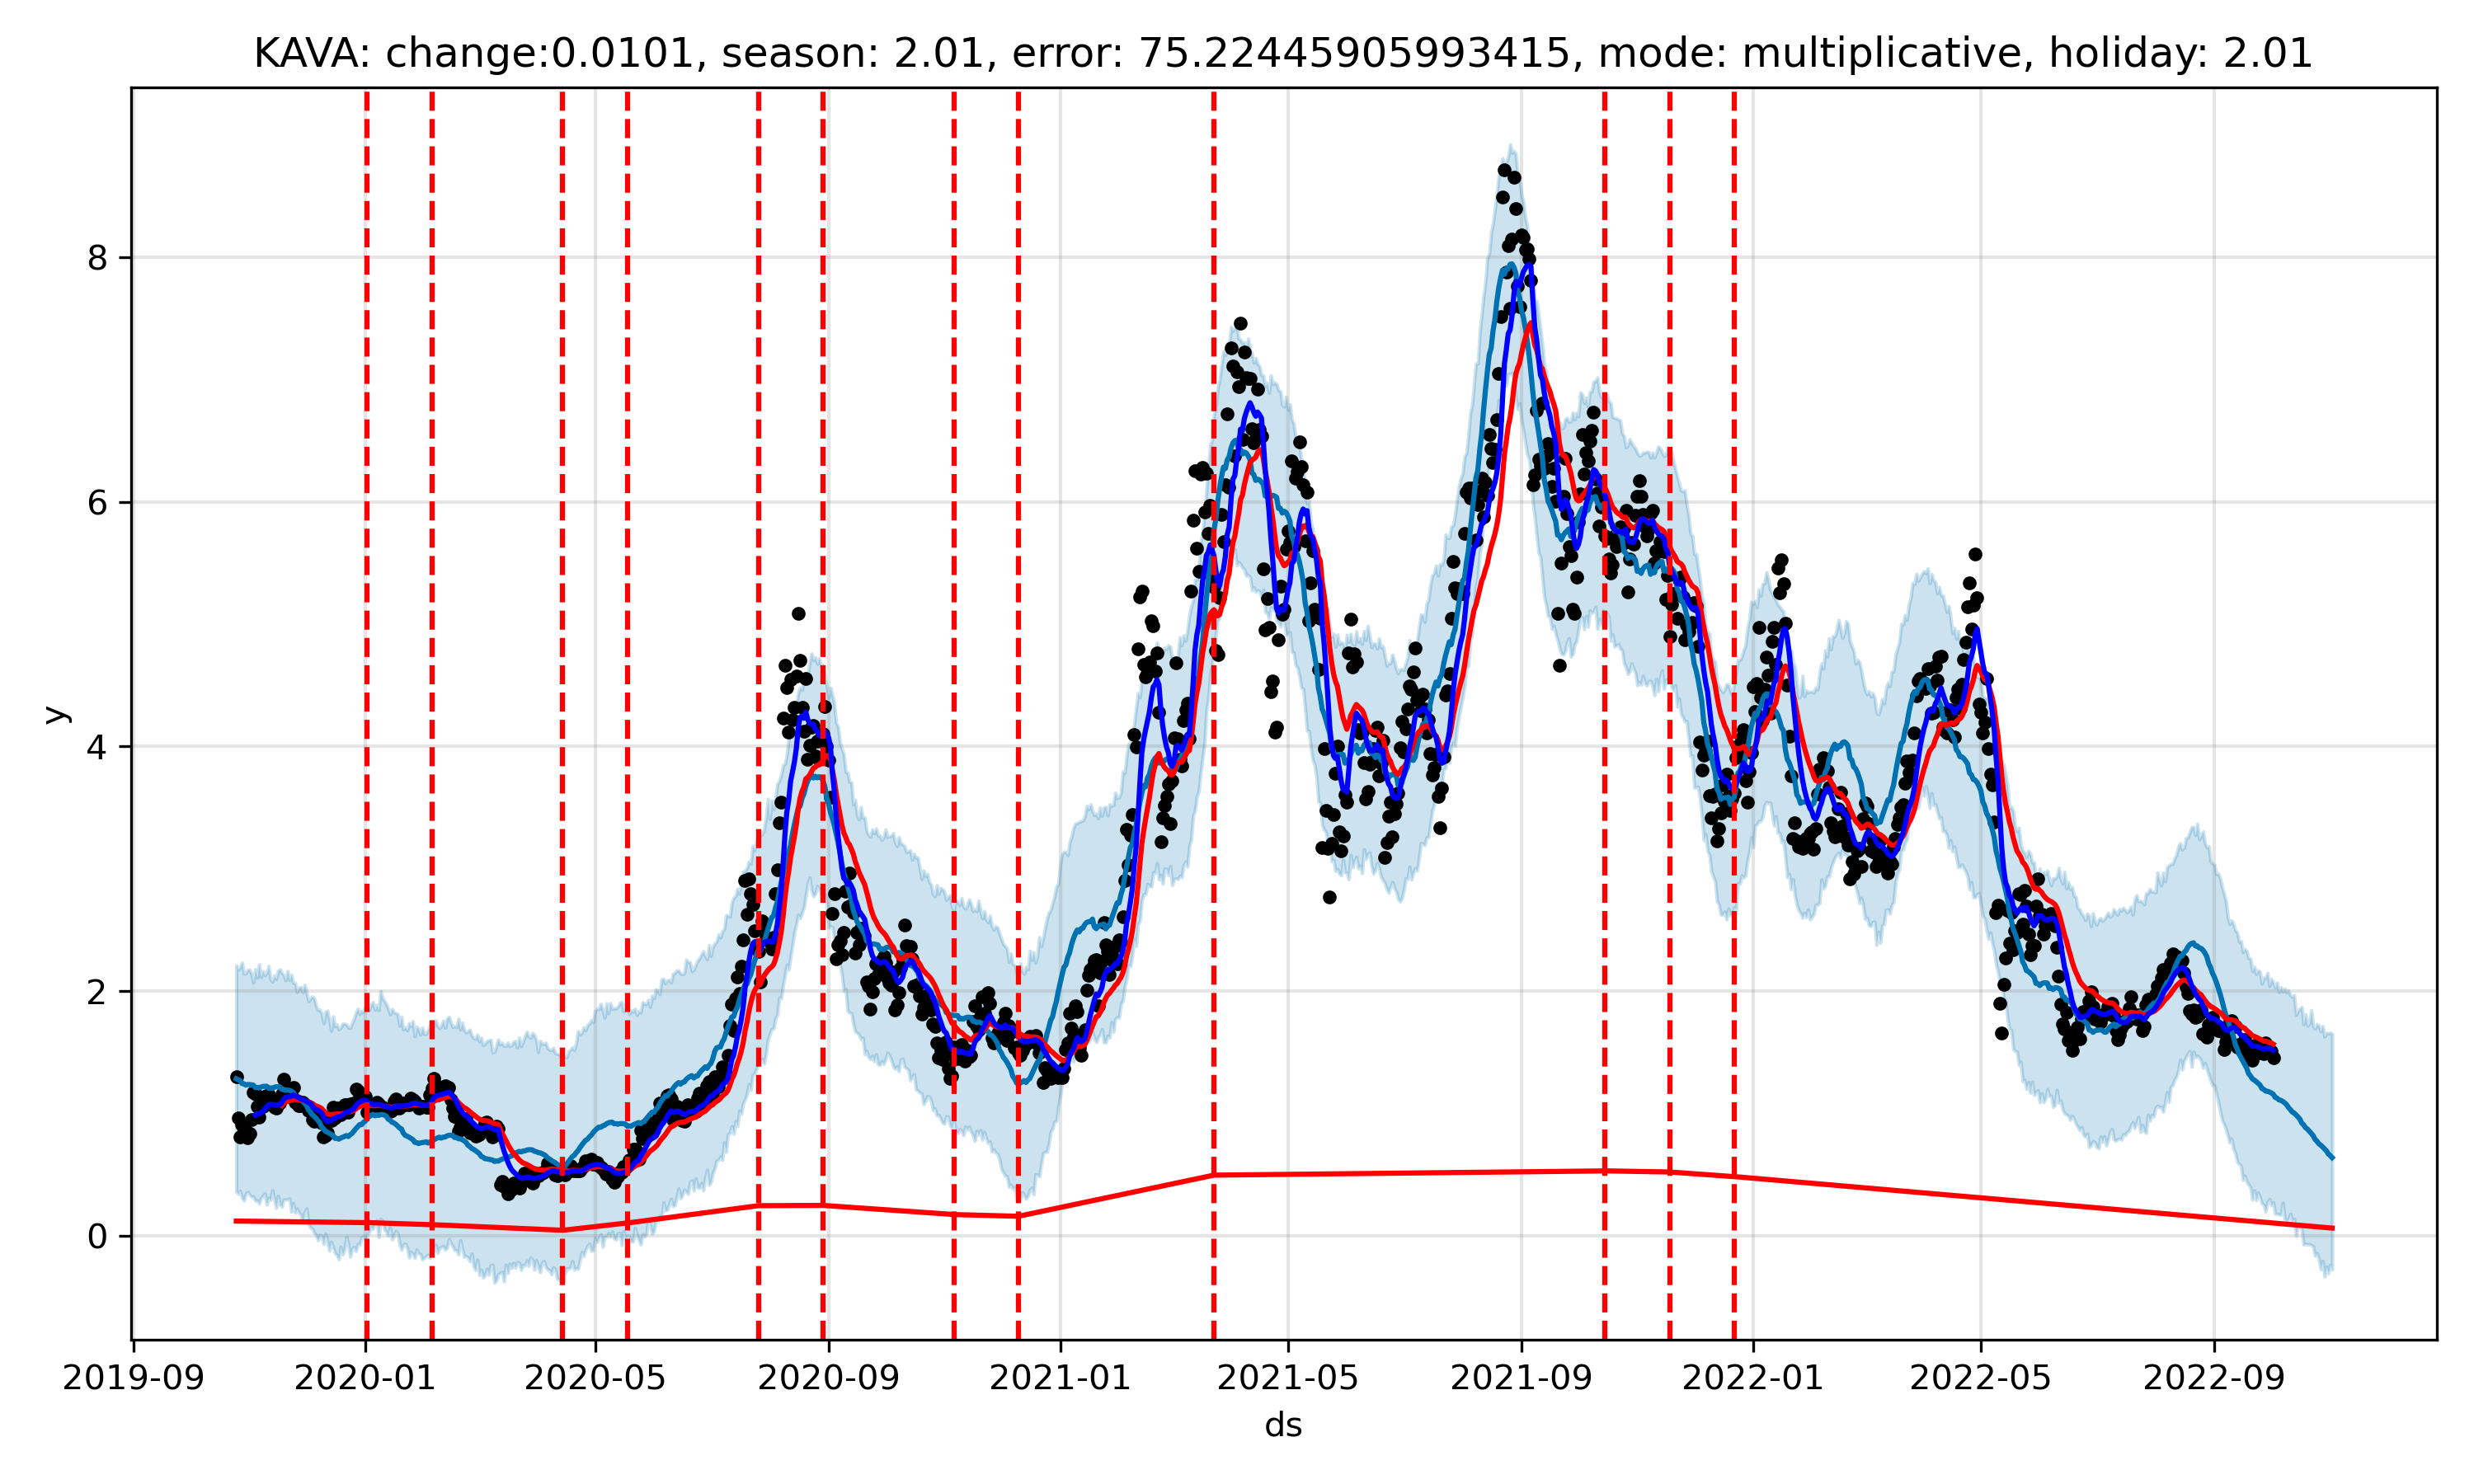 KAVA: change:0.0101, season: 2.01, error: 75.22445905993415, mode: multiplicative, holiday: 2.01
y
8
6
4
2
0
2019-09 2020-01 2020-05 2020-09 2021-01 2021-05 2021-09 2022-01 2022-05 2022-09
ds